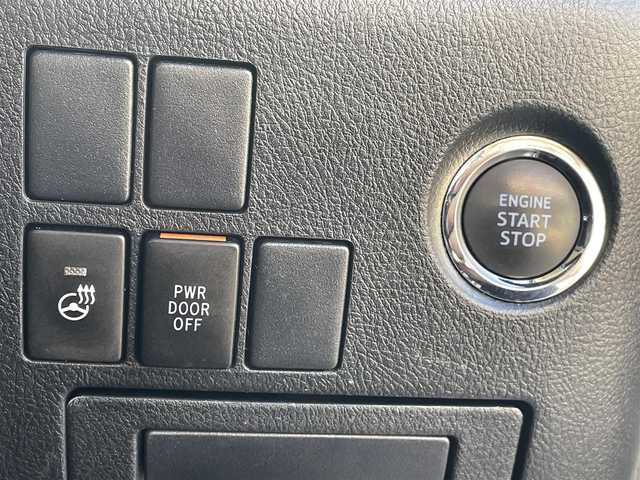 PWR
DOOR
OFF
ENGINE
START
STOP